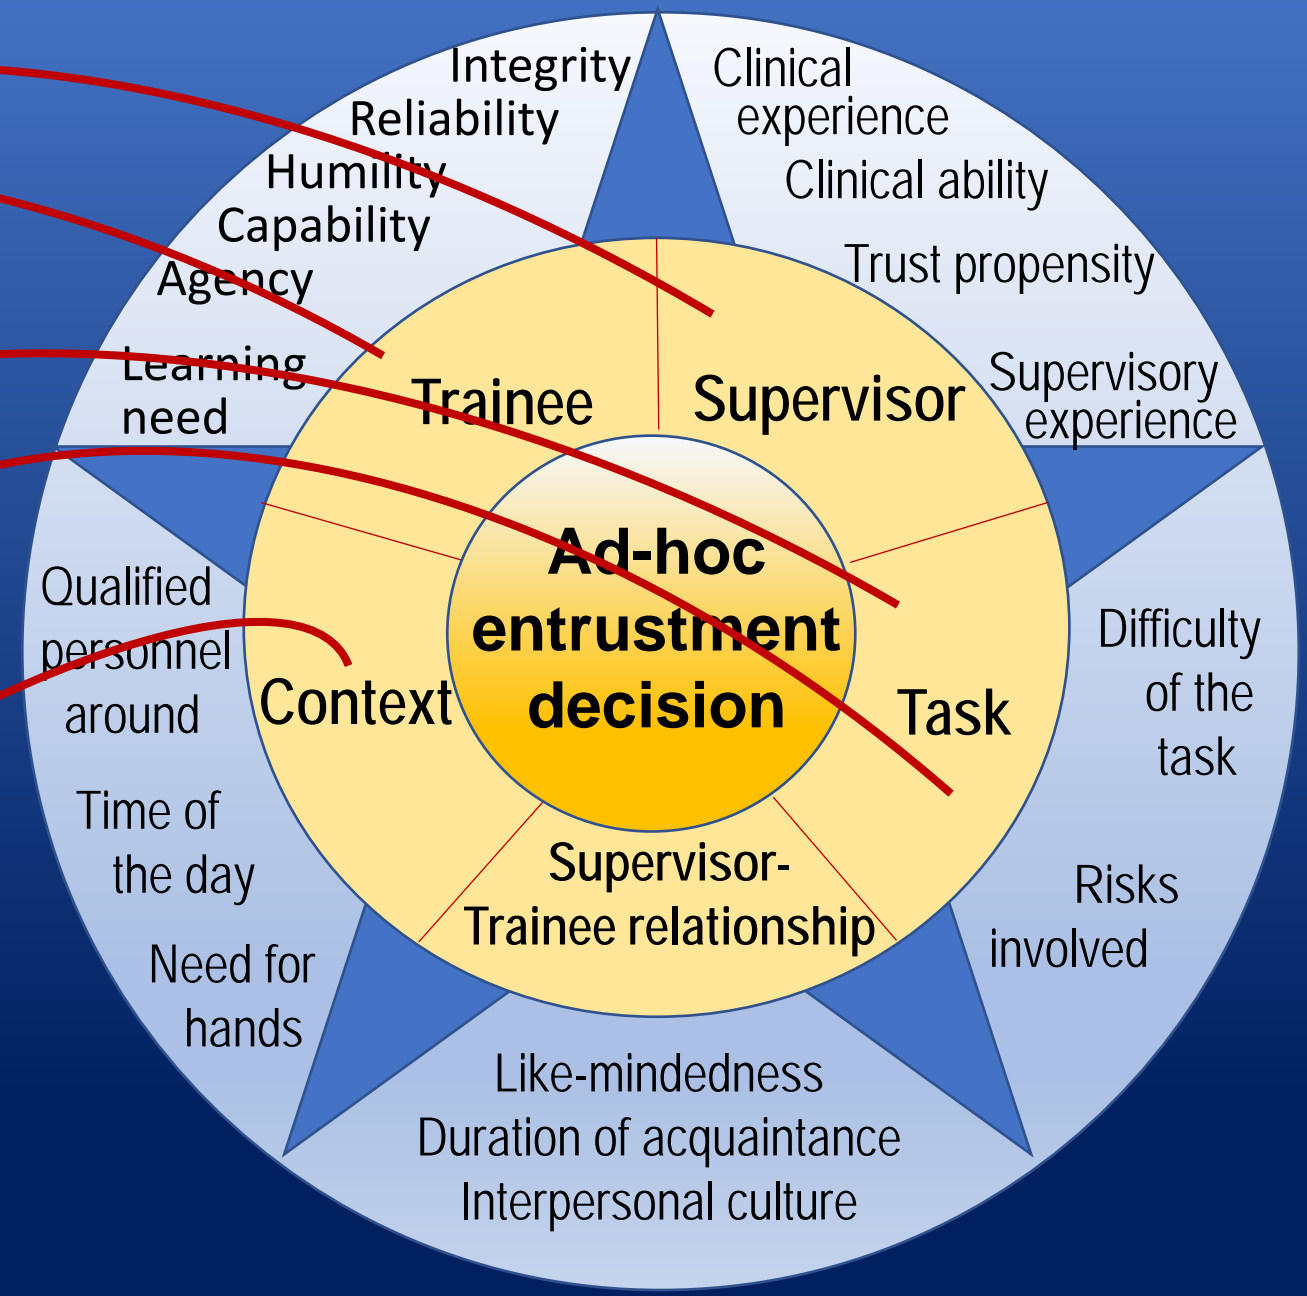 Integrity
Reliability
Humility
Capability
Agency
Learning
need
Clinical
experience
Clinical ability
Trust propensity
Supervisory
experience
Trainee
Supervisor
Ad-hoc
entrustment
decision
Context
Task
Supervisor-
Trainee relationship
Qualified
personnel
around
Time of
the day
Need for
hands
Difficulty
of the
task
Risks
involved
Like-mindedness
Duration of acquaintance
Interpersonal culture